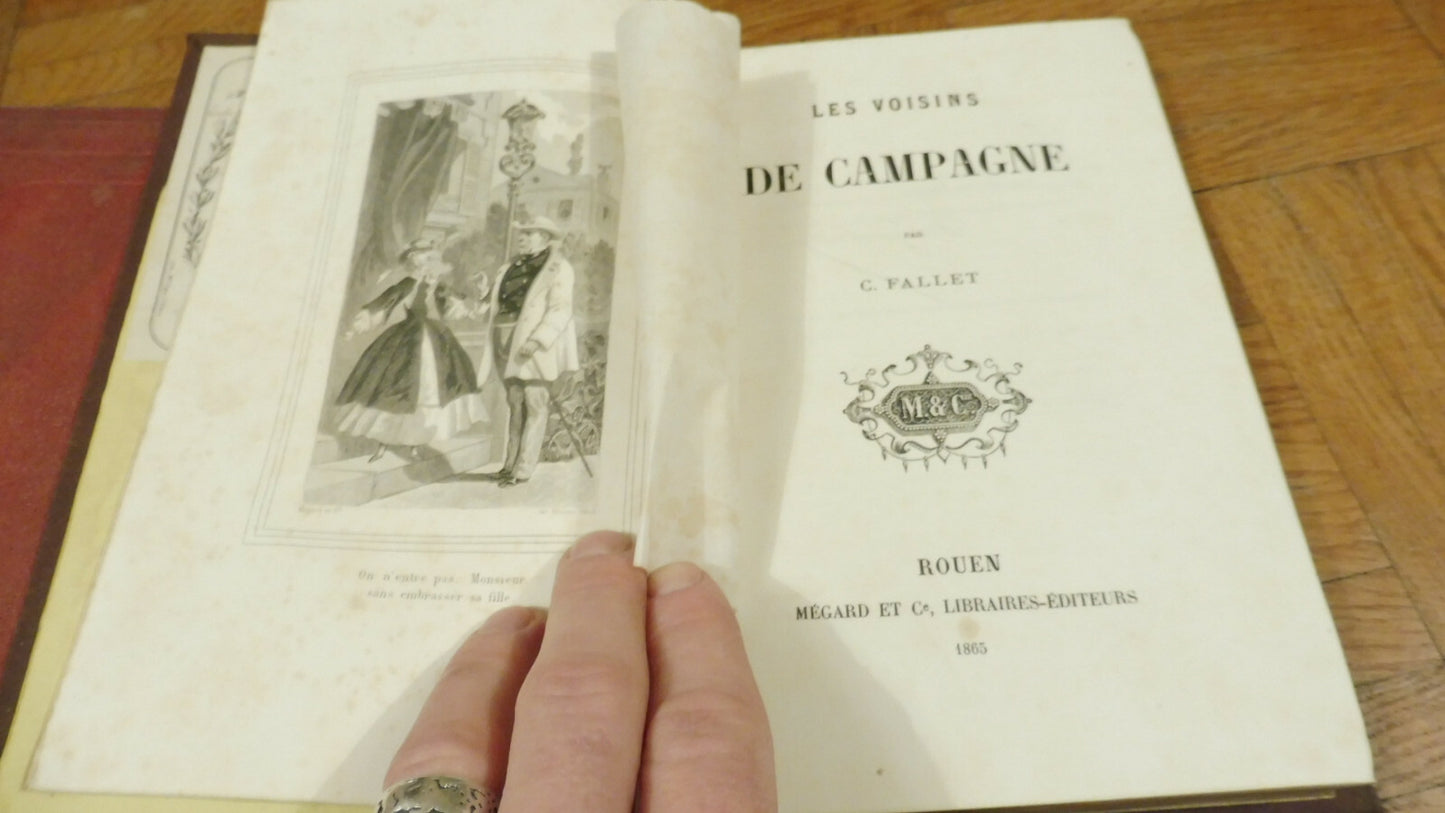 On n'entre pas, Monsieur
sans embrasser sa fille.
LES VOISINS
DE CAMPAGNE
PAR
C. FALLET
M. & C.
ROUEN
MÉGARD ET Ce, LIBRAIRES-ÉDITEURS
1865